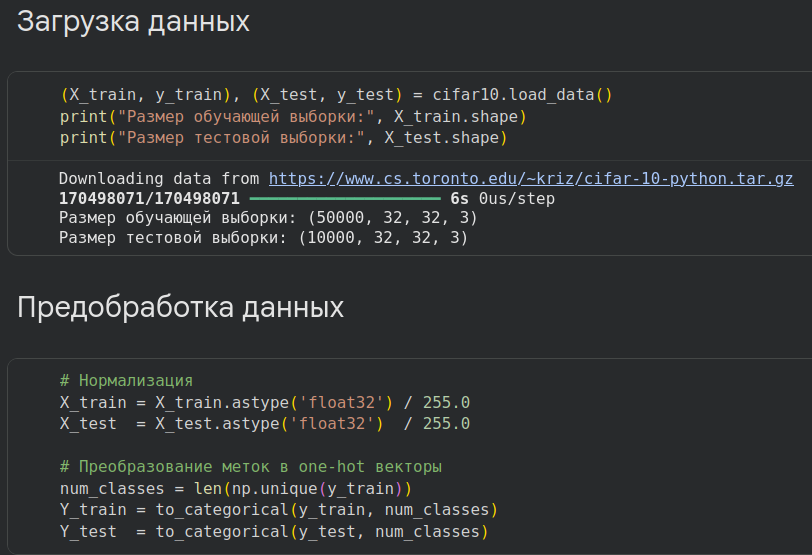 Загрузка данных
(X_train, y_train), (X_test, y_test) = cifar10.load_data()
print("Размер обучающей выборки:", X_train.shape)
print("Размер тестовой выборки:", X_test.shape)
Downloading data from https://www.cs.toronto.edu/~kriz/cifar-10-python.tar.gz
170498071/170498071 ━━━━━━━━━━━━━━━━━━━━ 6s 0us/step
Размер обучающей выборки: (50000, 32, 32, 3)
Размер тестовой выборки: (10000, 32, 32, 3)
Предобработка данных
# Нормализация
X_train = X_train.astype('float32') / 255.0
X_test  = X_test.astype('float32')  / 255.0
# Преобразование меток в one-hot векторы
num_classes = len(np.unique(y_train))
Y_train = to_categorical(y_train, num_classes)
Y_test  = to_categorical(y_test, num_classes)